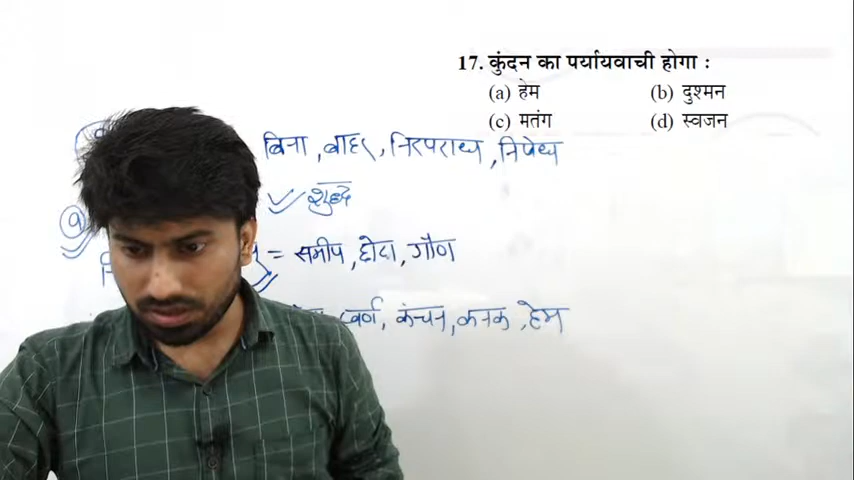 17. कुंदन का पर्यायवाची होगा :
(a) हेम (b) दुश्मन
(c) मतंग (d) स्वजन
बिना, बाहर, निरपराध, निषेध
शुद्ध
(a)
= समीप, छोटा, गौण
कंचन, कनक, हेम